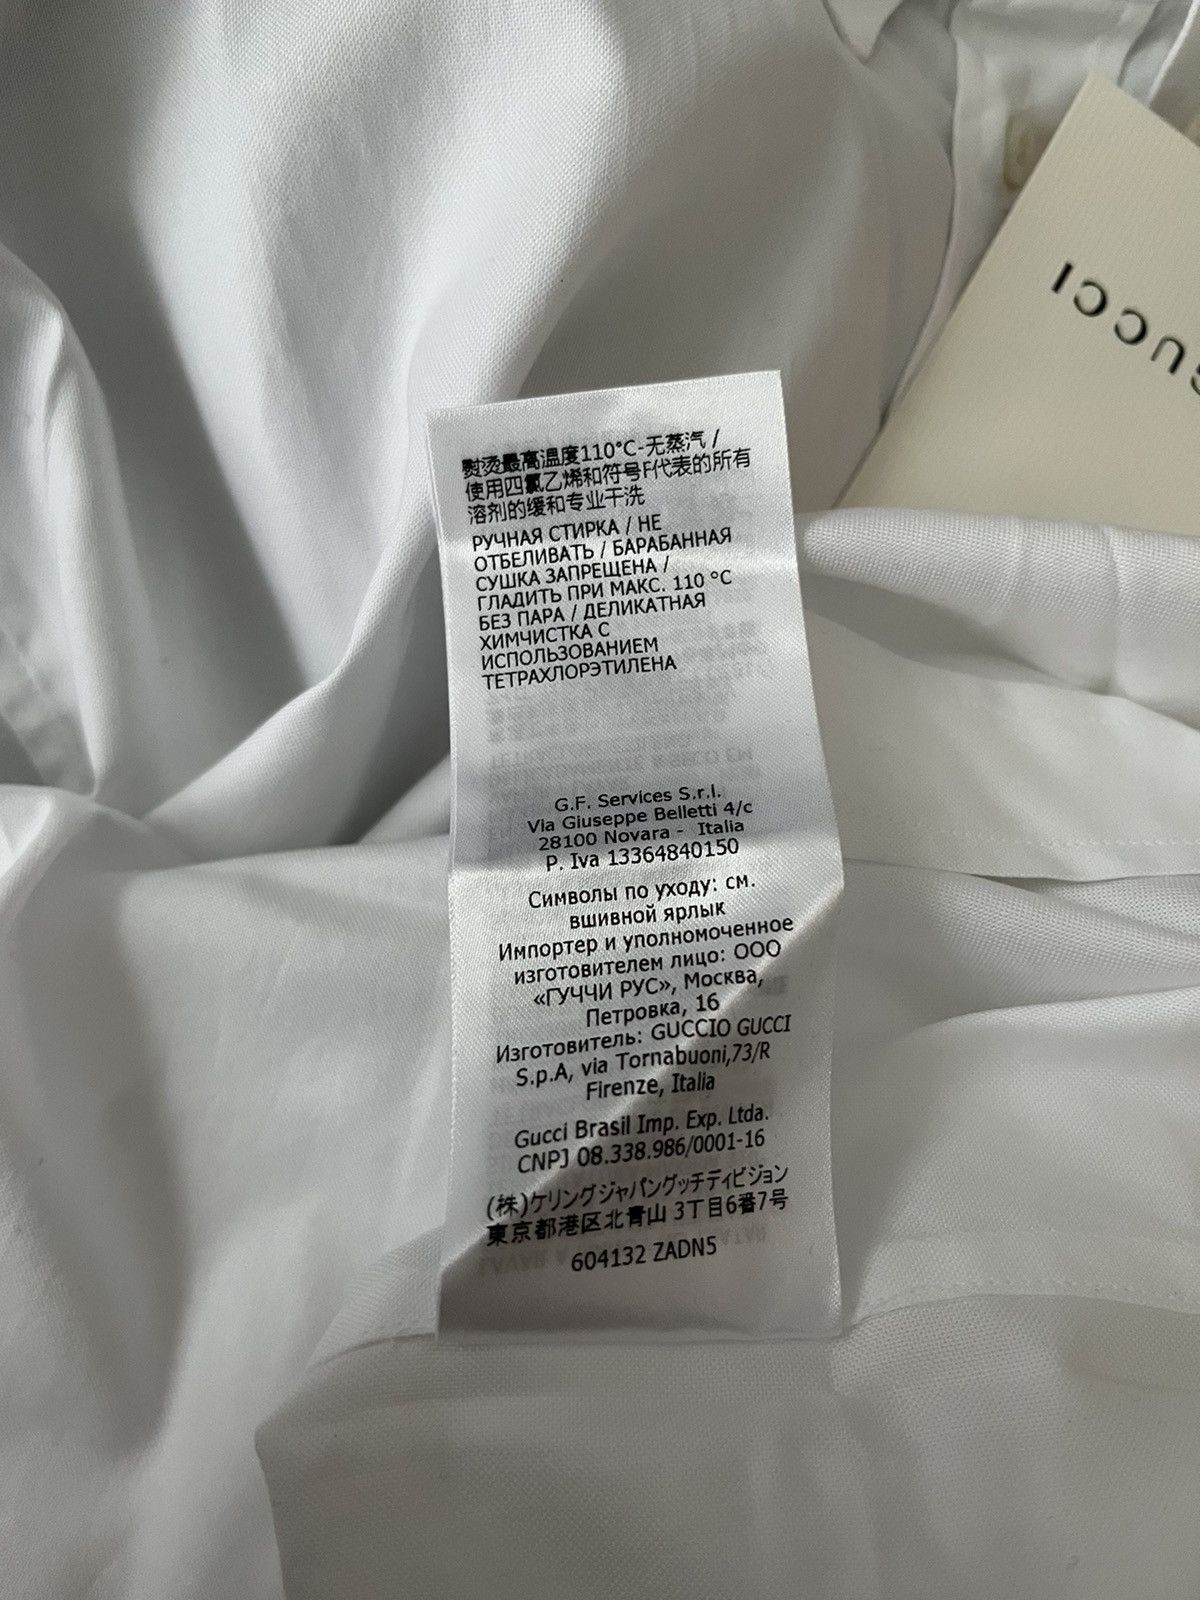 GUCCI
熨烫最高温度110°C-无蒸汽 /
使用四氯乙烯和符号F代表的所有
溶剂的缓和专业干洗
РУЧНАЯ СТИРКА / НЕ
ОТБЕЛИВАТЬ / БАРАБАННАЯ
СУШКА ЗАПРЕЩЕНА /
ГЛАДИТЬ ПРИ МАКС. 110 °C
БЕЗ ПАРА / ДЕЛИКАТНАЯ
ХИМЧИСТКА С
ИСПОЛЬЗОВАНИЕМ
ТЕТРАХЛОРЭТИЛЕНА
G.F. Services S.r.l.
Via Giuseppe Belletti 4/c
28100 Novara - Italia
P. Iva 13364840150
Символы по уходу: см.
вшивной ярлык
Импортер и уполномоченное
изготовителем лицо: ООО
«ГУЧЧИ РУС», Москва,
Петровка, 16
Изготовитель: GUCCIO GUCCI
S.p.A, via Tornabuoni,73/R
Firenze, Italia
Gucci Brasil Imp. Exp. Ltda.
CNPJ 08.338.986/0001-16
(株)ケリングジャパングッチディビジョン
東京都港区北青山 3丁目6番7号
604132 ZADN5